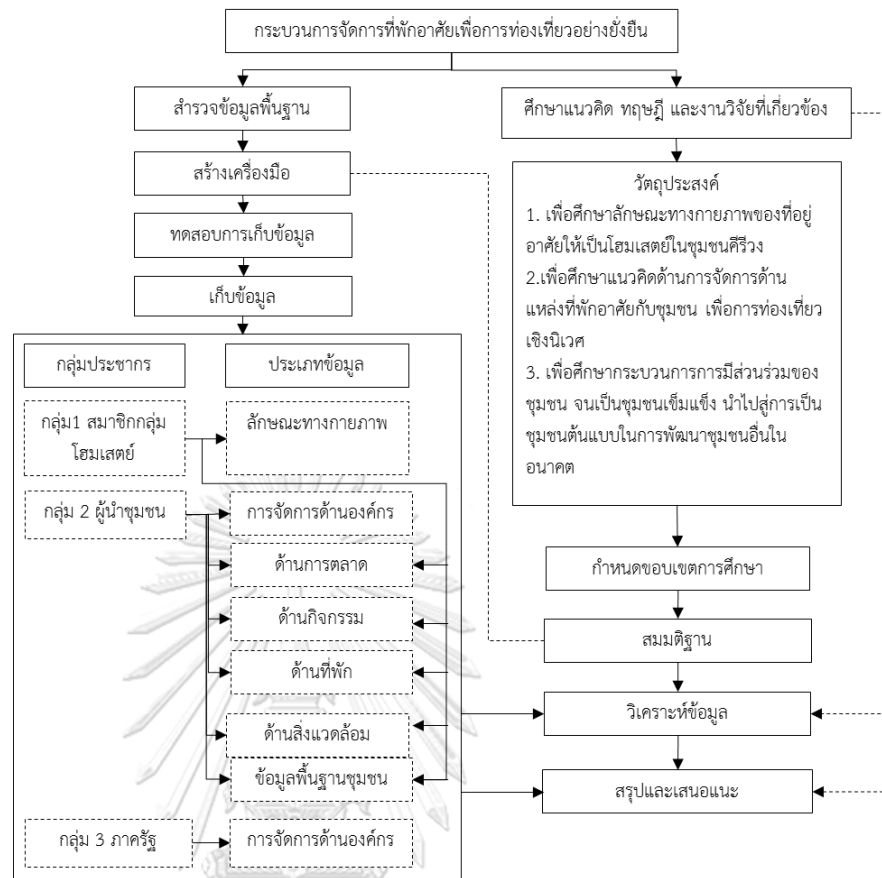 กระบวนการจัดการที่พักอาศัยเพื่อการท่องเที่ยวอย่างยั่งยืน
สำรวจข้อมูลพื้นฐาน
สร้างเครื่องมือ
ทดสอบการเก็บข้อมูล
เก็บข้อมูล
กลุ่มประชากร
ประเภทข้อมูล
กลุ่ม1 สมาชิกกลุ่ม
โฮมเสตย์
ลักษณะทางกายภาพ
กลุ่ม 2 ผู้นำชุมชน
การจัดการด้านองค์กร
ด้านการตลาด
ด้านกิจกรรม
ด้านที่พัก
ด้านสิ่งแวดล้อม
ข้อมูลพื้นฐานชุมชน
กลุ่ม 3 ภาครัฐ
การจัดการด้านองค์กร
ศึกษาแนวคิด ทฤษฎี และงานวิจัยที่เกี่ยวข้อง
วัตถุประสงค์
1. เพื่อศึกษาลักษณะทางกายภาพของที่อยู่
อาศัยให้เป็นโฮมเสตย์ในชุมชนคีรีวง
2.เพื่อศึกษาแนวคิดด้านการจัดการด้าน
แหล่งที่พักอาศัยกับชุมชน เพื่อการท่องเที่ยว
เชิงนิเวศ
3. เพื่อศึกษากระบวนการการมีส่วนร่วมของ
ชุมชน จนเป็นชุมชนเข็มแข็ง นำไปสู่การเป็น
ชุมชนต้นแบบในการพัฒนาชุมชนอื่นใน
อนาคต
กำหนดขอบเขตการศึกษา
สมมติฐาน
วิเคราะห์ข้อมูล
สรุปและเสนอแนะ